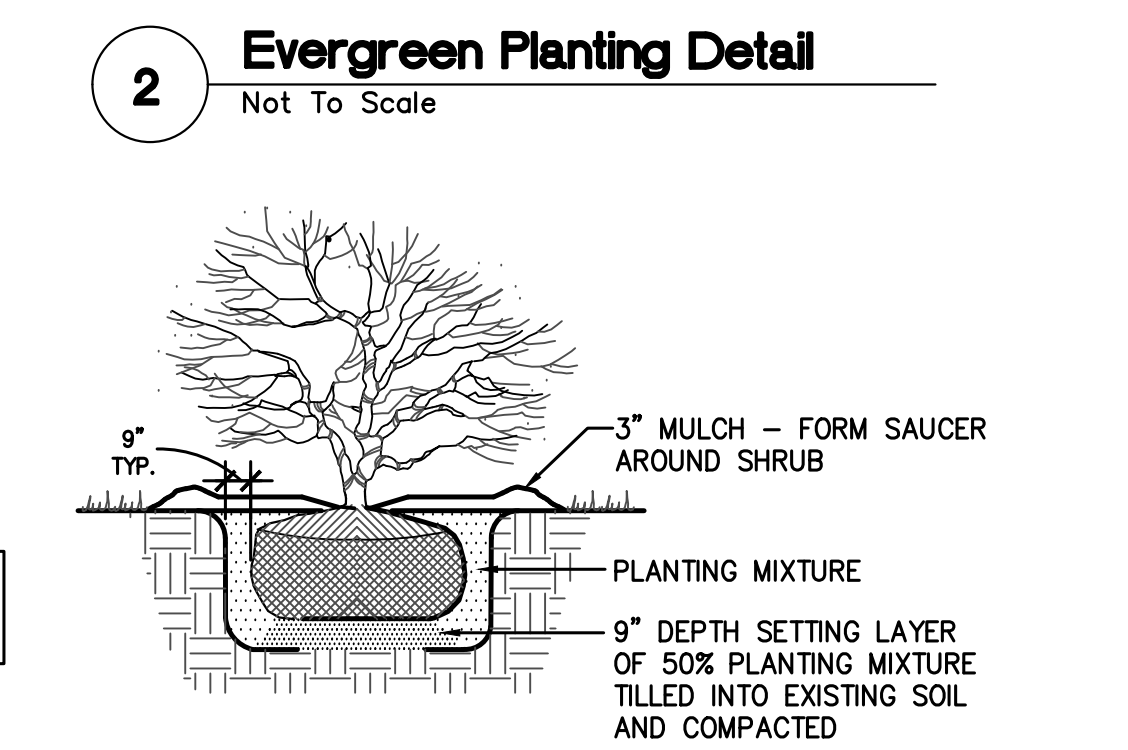 2
Evergreen Planting Detail
Not To Scale
9"
TYP.
3" MULCH – FORM SAUCER
AROUND SHRUB
PLANTING MIXTURE
9" DEPTH SETTING LAYER
OF 50% PLANTING MIXTURE
TILLED INTO EXISTING SOIL
AND COMPACTED